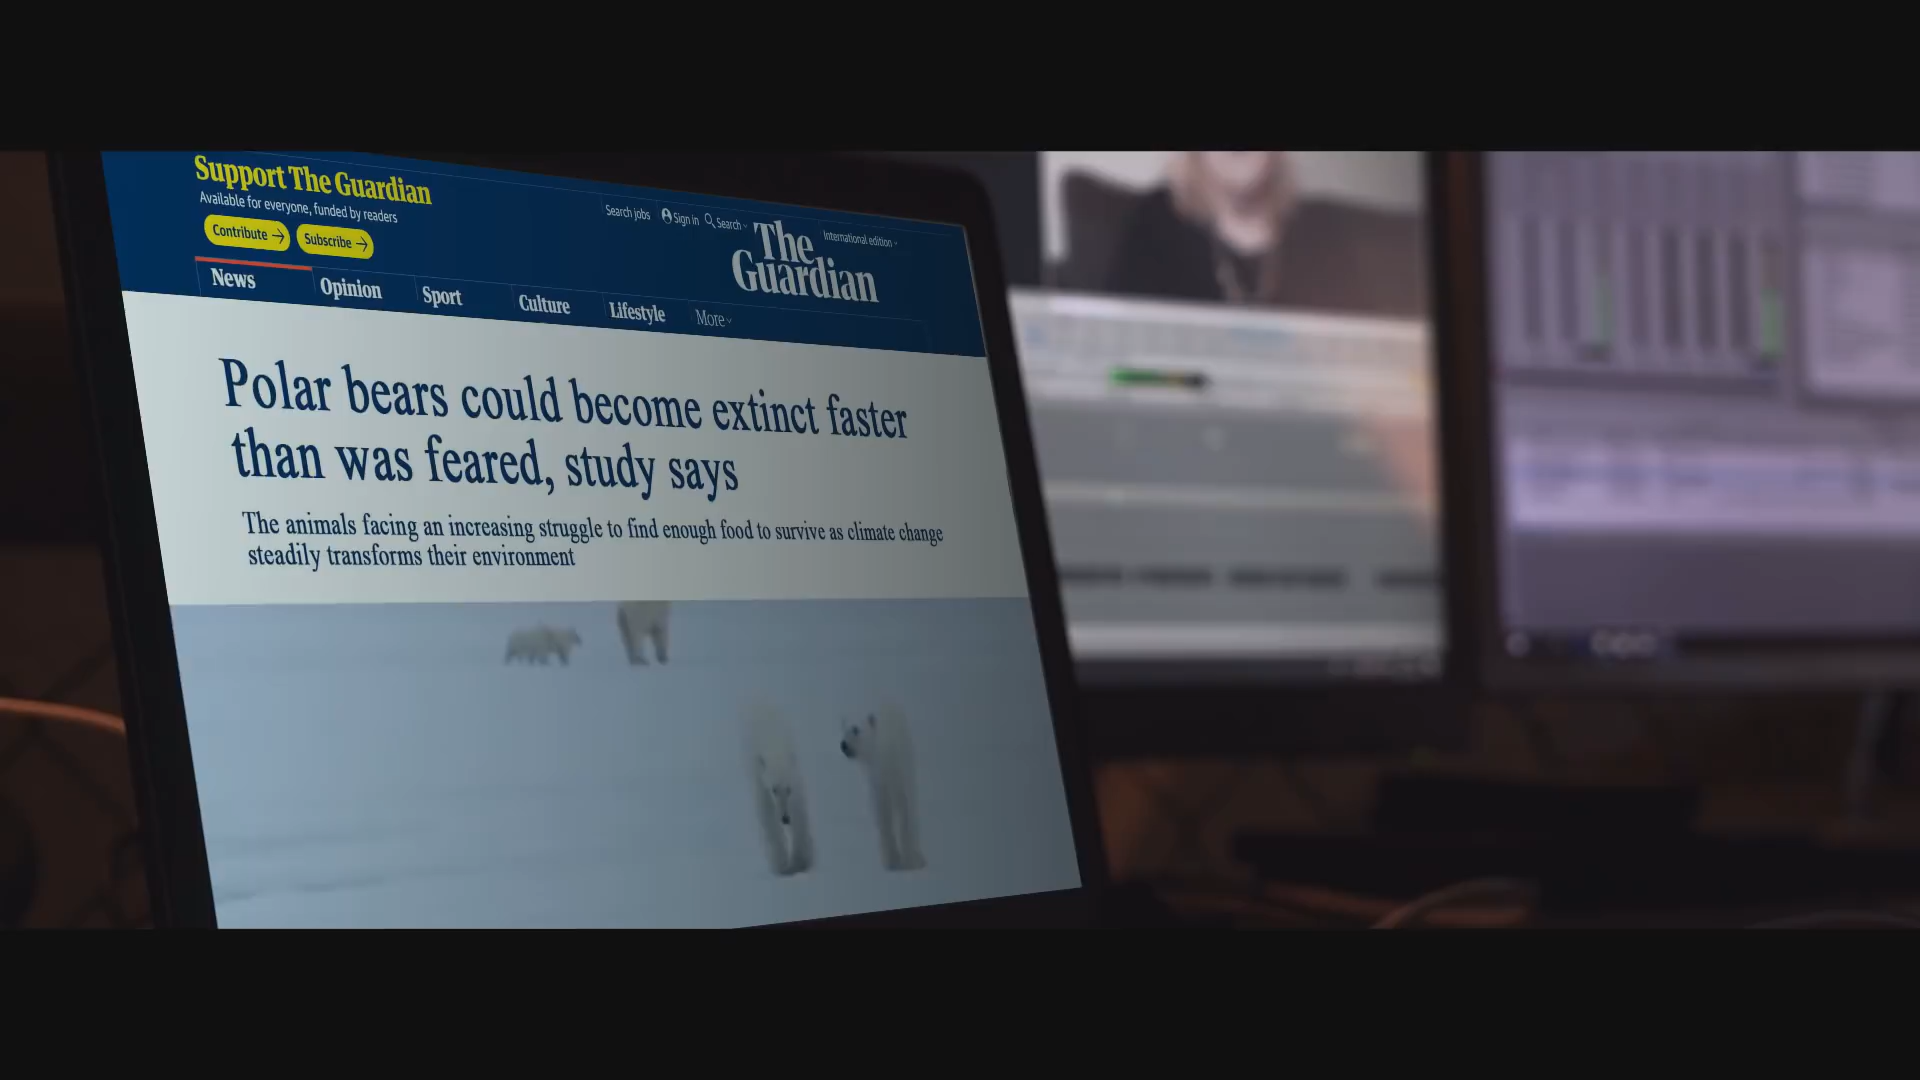 Support The Guardian
Available for everyone, funded by readers
Contribute →
Subscribe →
Search jobs
Sign in
Search
International edition
The
Guardian
News
Opinion
Sport
Culture
Lifestyle
More
Polar bears could become extinct faster
than was feared, study says
The animals facing an increasing struggle to find enough food to survive as climate change
steadily transforms their environment